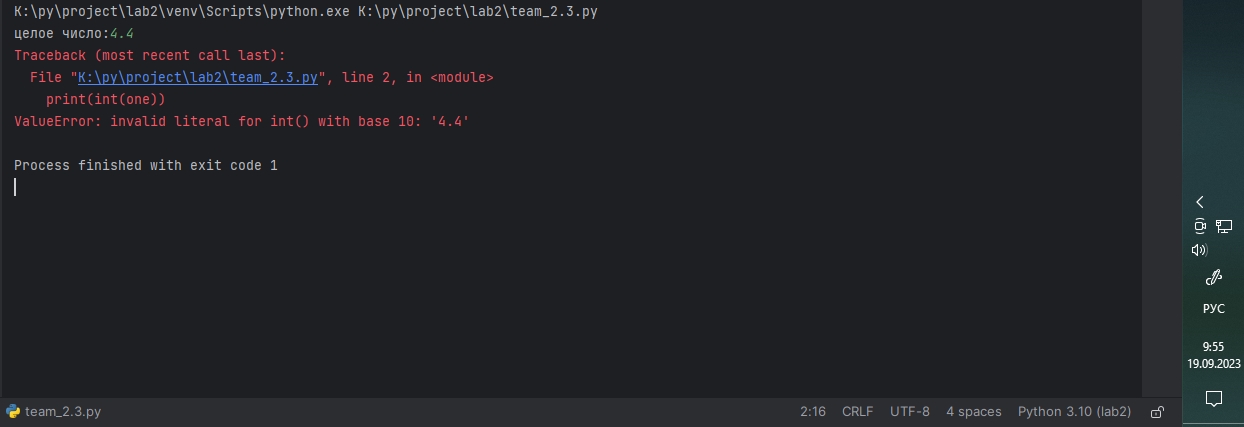 K:\py\project\lab2\venv\Scripts\python.exe K:\py\project\lab2\team_2.3.py
целое число:4.4
Traceback (most recent call last):
  File "K:\py\project\lab2\team_2.3.py", line 2, in <module>
    print(int(one))
ValueError: invalid literal for int() with base 10: '4.4'
Process finished with exit code 1
РУС
9:55
19.09.2023
team_2.3.py 2:16 CRLF UTF-8 4 spaces Python 3.10 (lab2)